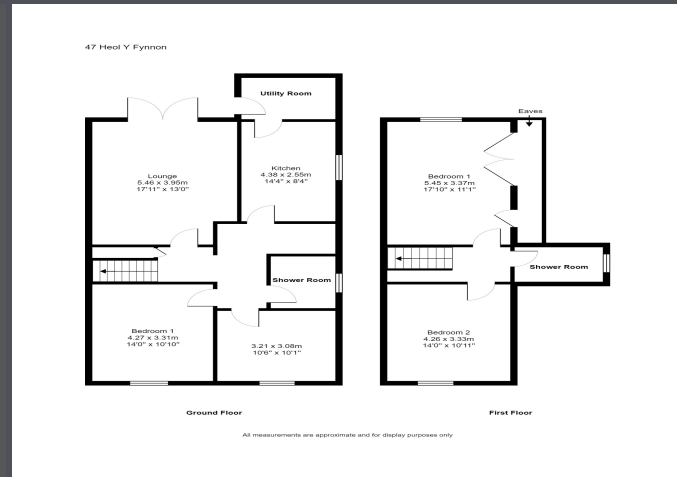 47 Heol Y Fynnon
Utility Room
Eaves
Kitchen
4.38 x 2.55m
14'4" x 8'4"
Lounge
5.46 x 3.95m
17'11" x 13'0"
Bedroom 1
5.45 x 3.37m
17'10" x 11'1"
Shower Room
Shower Room
Bedroom 1
4.27 x 3.31m
14'0" x 10'10"
3.21 x 3.08m
10'6" x 10'1"
Bedroom 2
4.26 x 3.33m
14'0" x 10'11"
Ground Floor
First Floor
All measurements are approximate and for display purposes only